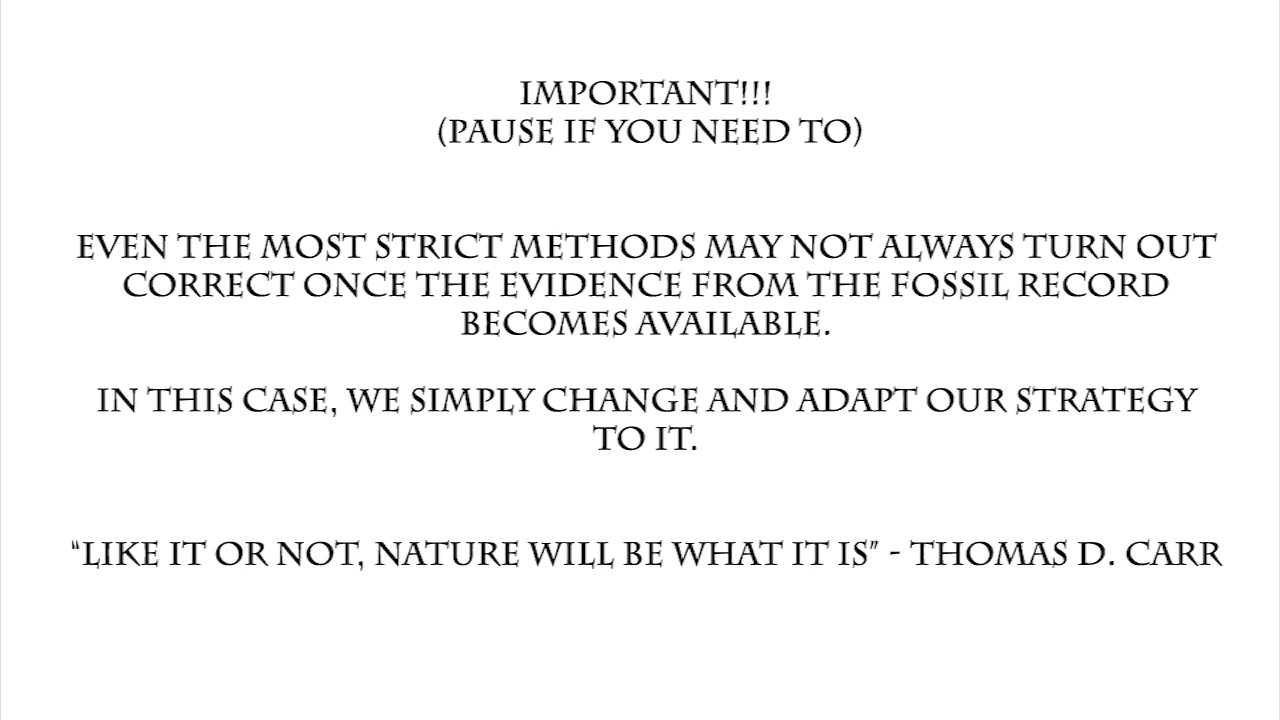 IMPORTANT!!!
(PAUSE IF YOU NEED TO)
EVEN THE MOST STRICT METHODS MAY NOT ALWAYS TURN OUT
CORRECT ONCE THE EVIDENCE FROM THE FOSSIL RECORD
BECOMES AVAILABLE.
IN THIS CASE, WE SIMPLY CHANGE AND ADAPT OUR STRATEGY
TO IT.
"LIKE IT OR NOT, NATURE WILL BE WHAT IT IS" - THOMAS D. CARR